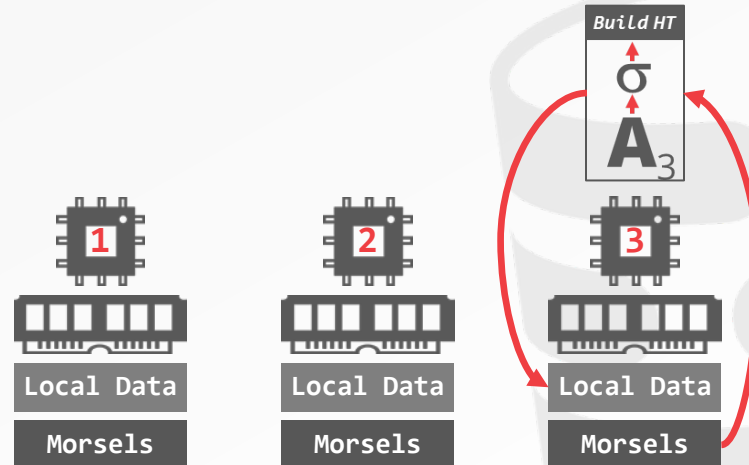 Build HT
σ
A3
1 2 3
Local Data Local Data Local Data
Morsels Morsels Morsels